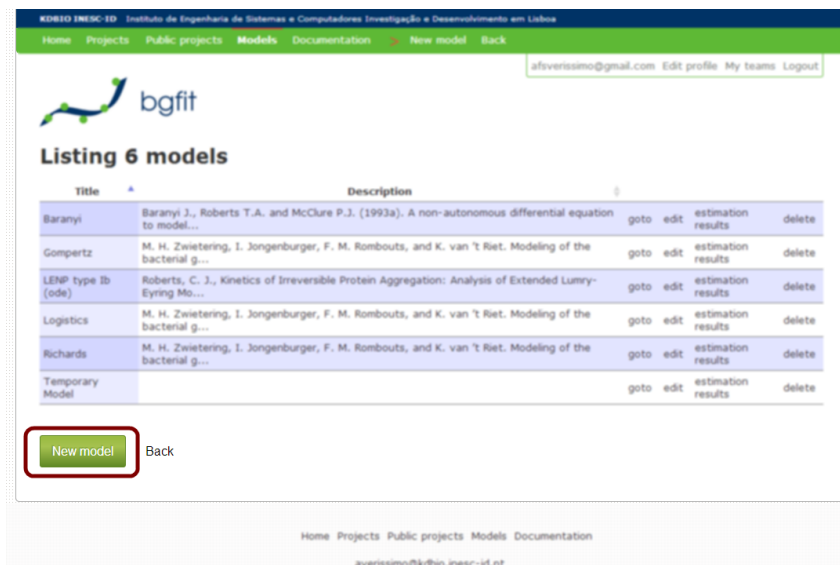 KDBIO INESC-ID Instituto de Engenharia de Sistemas e Computadores Investigação e Desenvolvimento em Lisboa
Home Projects Public projects Models Documentation > New model Back
afsverissimo@gmail.com Edit profile My teams Logout
bgfit
Listing 6 models
Title Description
Baranyi Baranyi J., Roberts T.A. and McClure P.J. (1993a). A non-autonomous differential equation goto edit estimation delete
to model... results
Gompertz M. H. Zwietering, I. Jongenburger, F. M. Rombouts, and K. van 't Riet. Modeling of the goto edit estimation delete
bacterial g... results
LENP type Ib Roberts, C. J., Kinetics of Irreversible Protein Aggregation: Analysis of Extended Lumry- goto edit estimation delete
(ode) Eyring Mo... results
Logistics M. H. Zwietering, I. Jongenburger, F. M. Rombouts, and K. van 't Riet. Modeling of the goto edit estimation delete
bacterial g... results
Richards M. H. Zwietering, I. Jongenburger, F. M. Rombouts, and K. van 't Riet. Modeling of the goto edit estimation delete
bacterial g... results
Temporary goto edit estimation delete
Model results
New model Back
Home Projects Public projects Models Documentation
averissimo@kdbio.inesc-id.pt